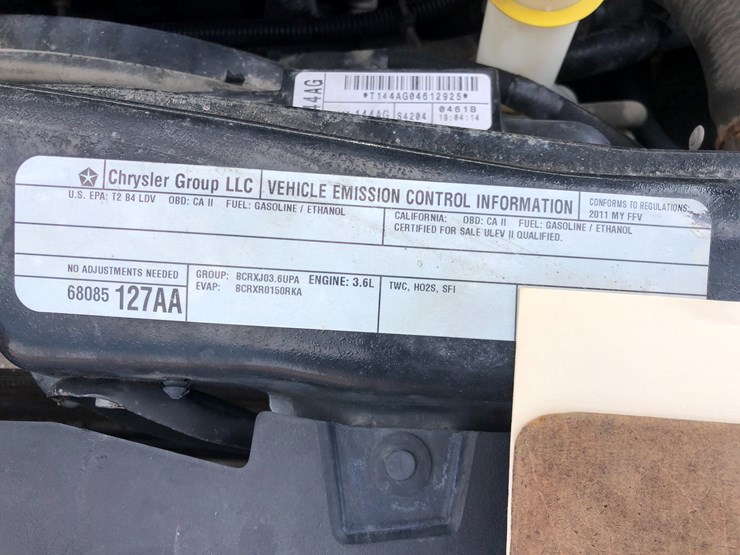 44AG
*T144AG04612925*
144AG S4204 04618
18:04:14
Chrysler Group LLC VEHICLE EMISSION CONTROL INFORMATION CONFORMS TO REGULATIONS:
2011 MY FFV
U.S. EPA: T2 B4 LDV OBD: CA II FUEL: GASOLINE / ETHANOL
CALIFORNIA: OBD: CA II FUEL: GASOLINE / ETHANOL
CERTIFIED FOR SALE ULEV II QUALIFIED.
NO ADJUSTMENTS NEEDED
68085 127AA
GROUP: BCRXJ03.6UPA ENGINE: 3.6L
EVAP: BCRXR0150RKA
TWC, HO2S, SFI